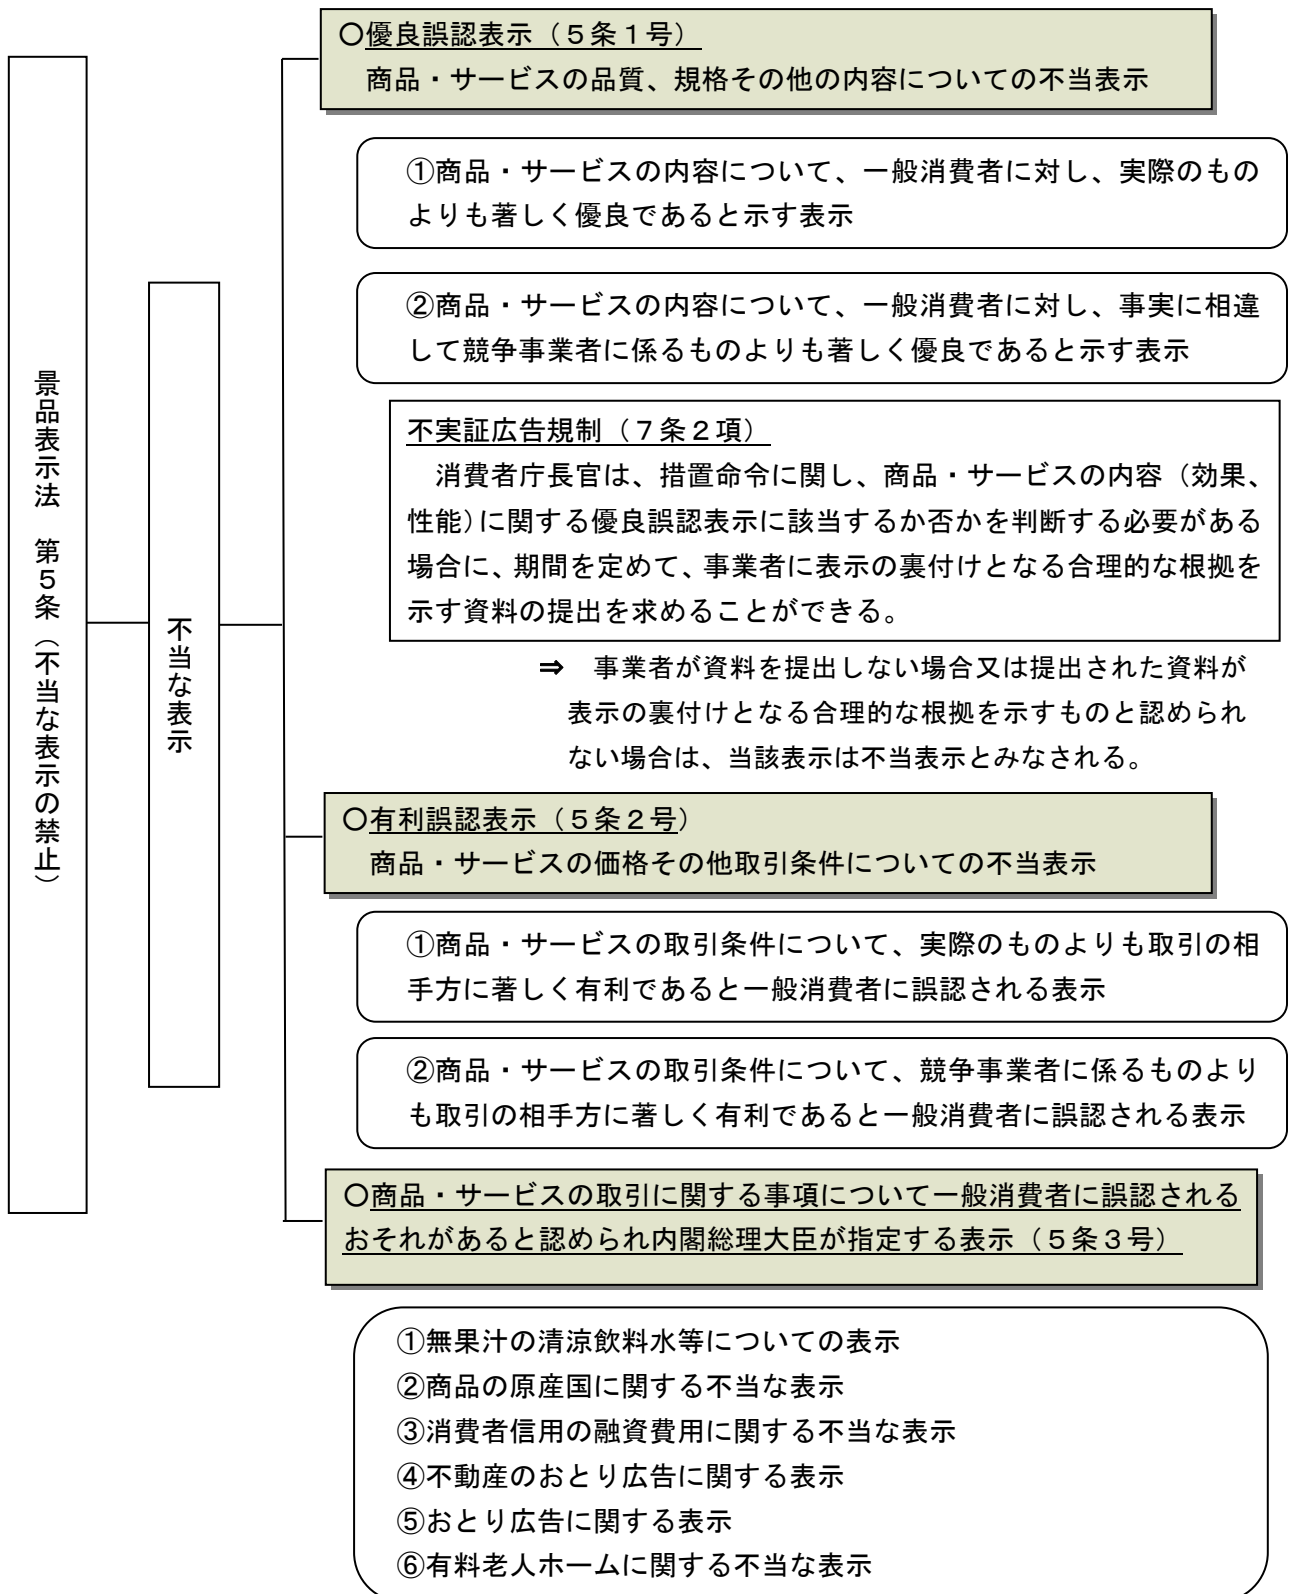 景品表示法　第５条（不当な表示の禁止）
不当な表示
〇優良誤認表示（５条１号）
商品・サービスの品質、規格その他の内容についての不当表示
①商品・サービスの内容について、一般消費者に対し、実際のもの
よりも著しく優良であると示す表示
②商品・サービスの内容について、一般消費者に対し、事実に相違
して競争事業者に係るものよりも著しく優良であると示す表示
不実証広告規制（７条２項）
消費者庁長官は、措置命令に関し、商品・サービスの内容（効果、
性能）に関する優良誤認表示に該当するか否かを判断する必要がある
場合に、期間を定めて、事業者に表示の裏付けとなる合理的な根拠を
示す資料の提出を求めることができる。
⇒　事業者が資料を提出しない場合又は提出された資料が
表示の裏付けとなる合理的な根拠を示すものと認められ
ない場合は、当該表示は不当表示とみなされる。
〇有利誤認表示（５条２号）
商品・サービスの価格その他取引条件についての不当表示
①商品・サービスの取引条件について、実際のものよりも取引の相
手方に著しく有利であると一般消費者に誤認される表示
②商品・サービスの取引条件について、競争事業者に係るものより
も取引の相手方に著しく有利であると一般消費者に誤認される表示
〇商品・サービスの取引に関する事項について一般消費者に誤認される
おそれがあると認められ内閣総理大臣が指定する表示（５条３号）
①無果汁の清涼飲料水等についての表示
②商品の原産国に関する不当な表示
③消費者信用の融資費用に関する不当な表示
④不動産のおとり広告に関する表示
⑤おとり広告に関する表示
⑥有料老人ホームに関する不当な表示